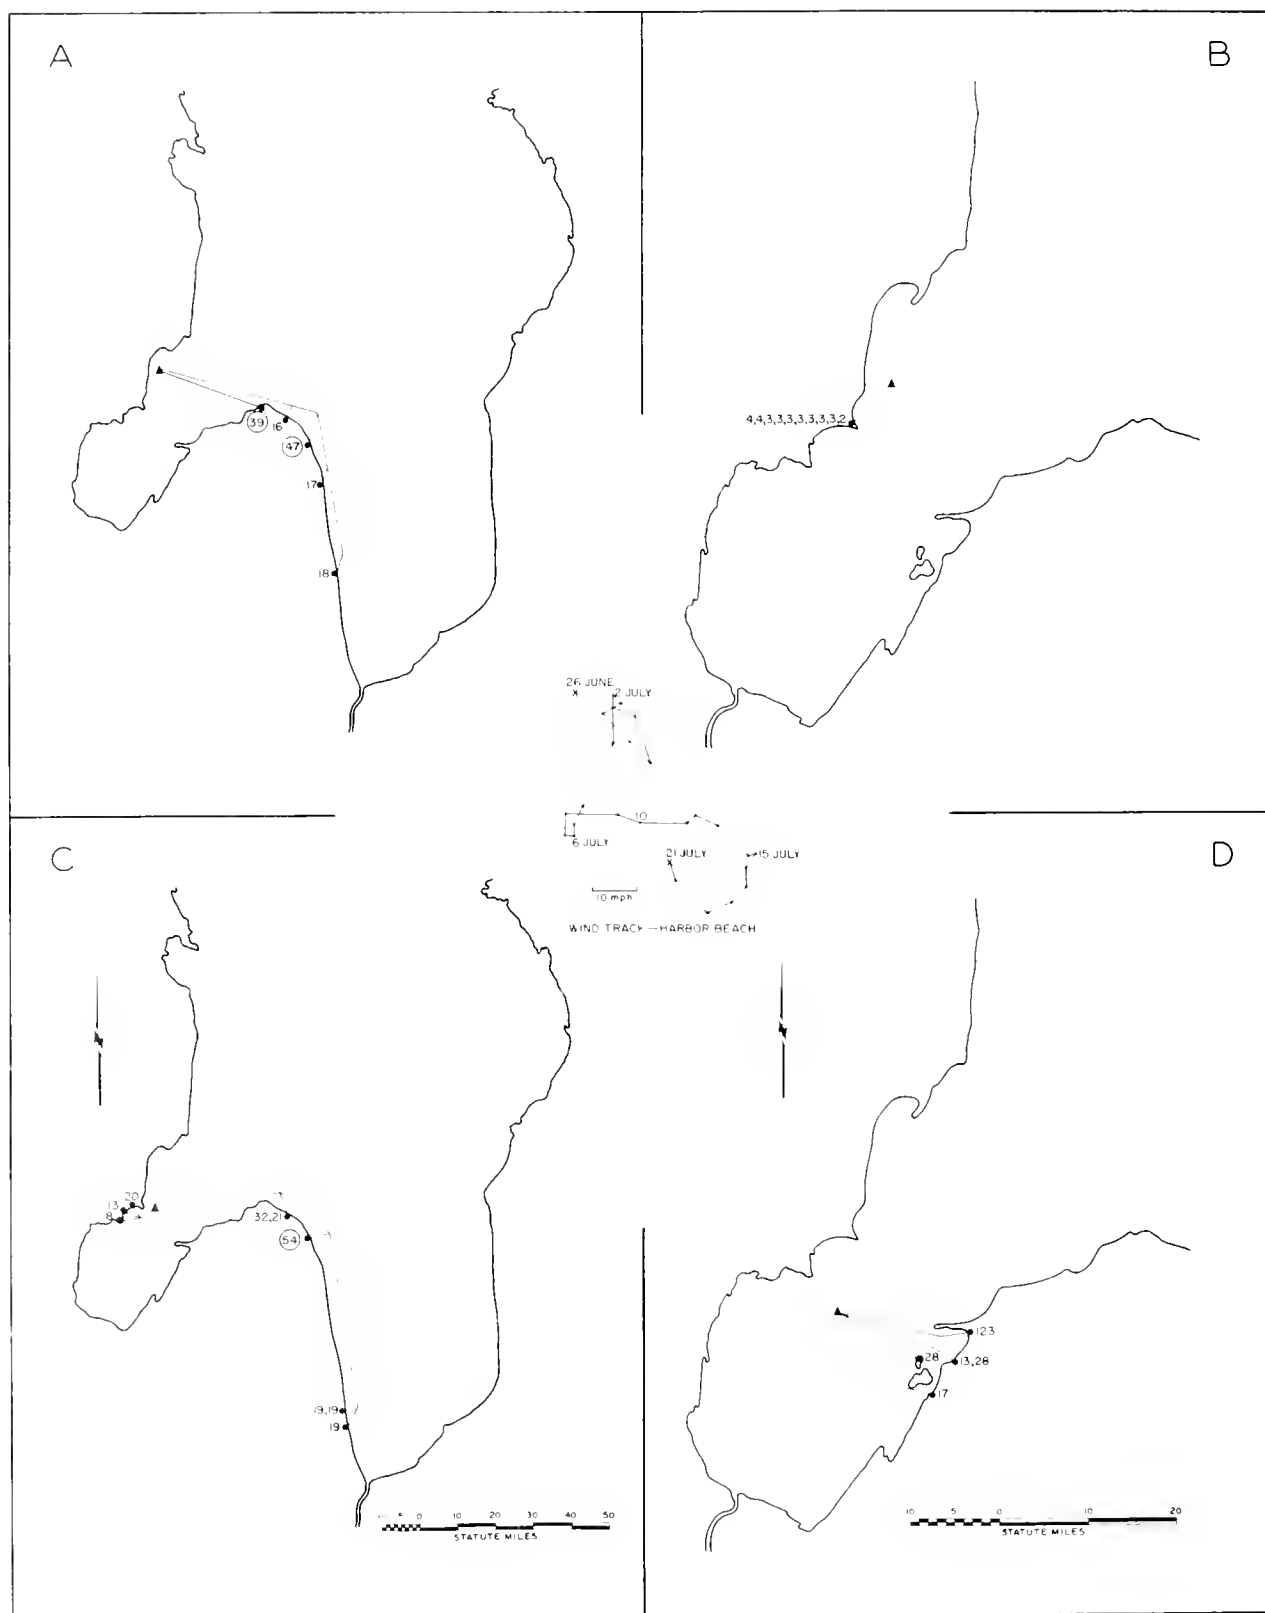 A
B
39
16
47
17
18
4,4,3,3,3,3,3,3,3,2
26 JUNE
2 JULY
10
6 JULY
21 JULY
15 JULY
10 mph
WIND TRACK — HARBOR BEACH
C
D
20
13
8
32,21
54
19,19
19
123
28
13,28
17
0 10 20 30 40 50
STATUTE MILES
10 5 0 10 20
STATUTE MILES